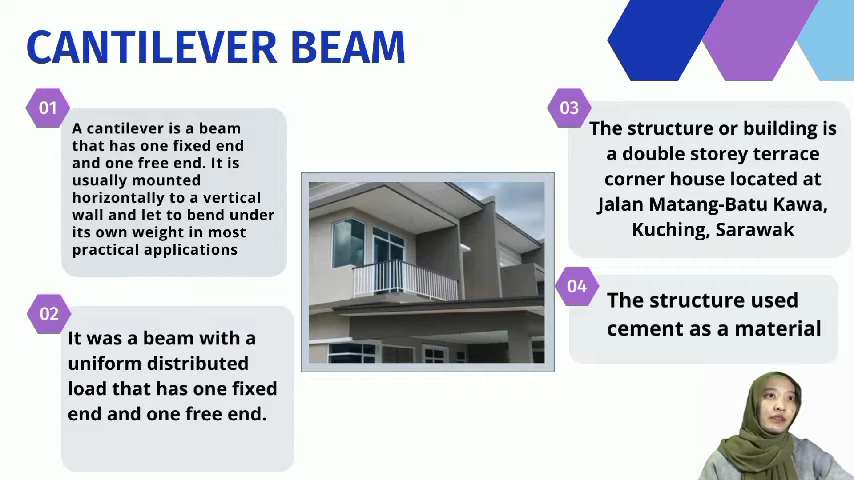 CANTILEVER BEAM
01
A cantilever is a beam
that has one fixed end
and one free end. It is
usually mounted
horizontally to a vertical
wall and let to bend under
its own weight in most
practical applications
02
It was a beam with a
uniform distributed
load that has one fixed
end and one free end.
03
The structure or building is
a double storey terrace
corner house located at
Jalan Matang-Batu Kawa,
Kuching, Sarawak
04
The structure used
cement as a material